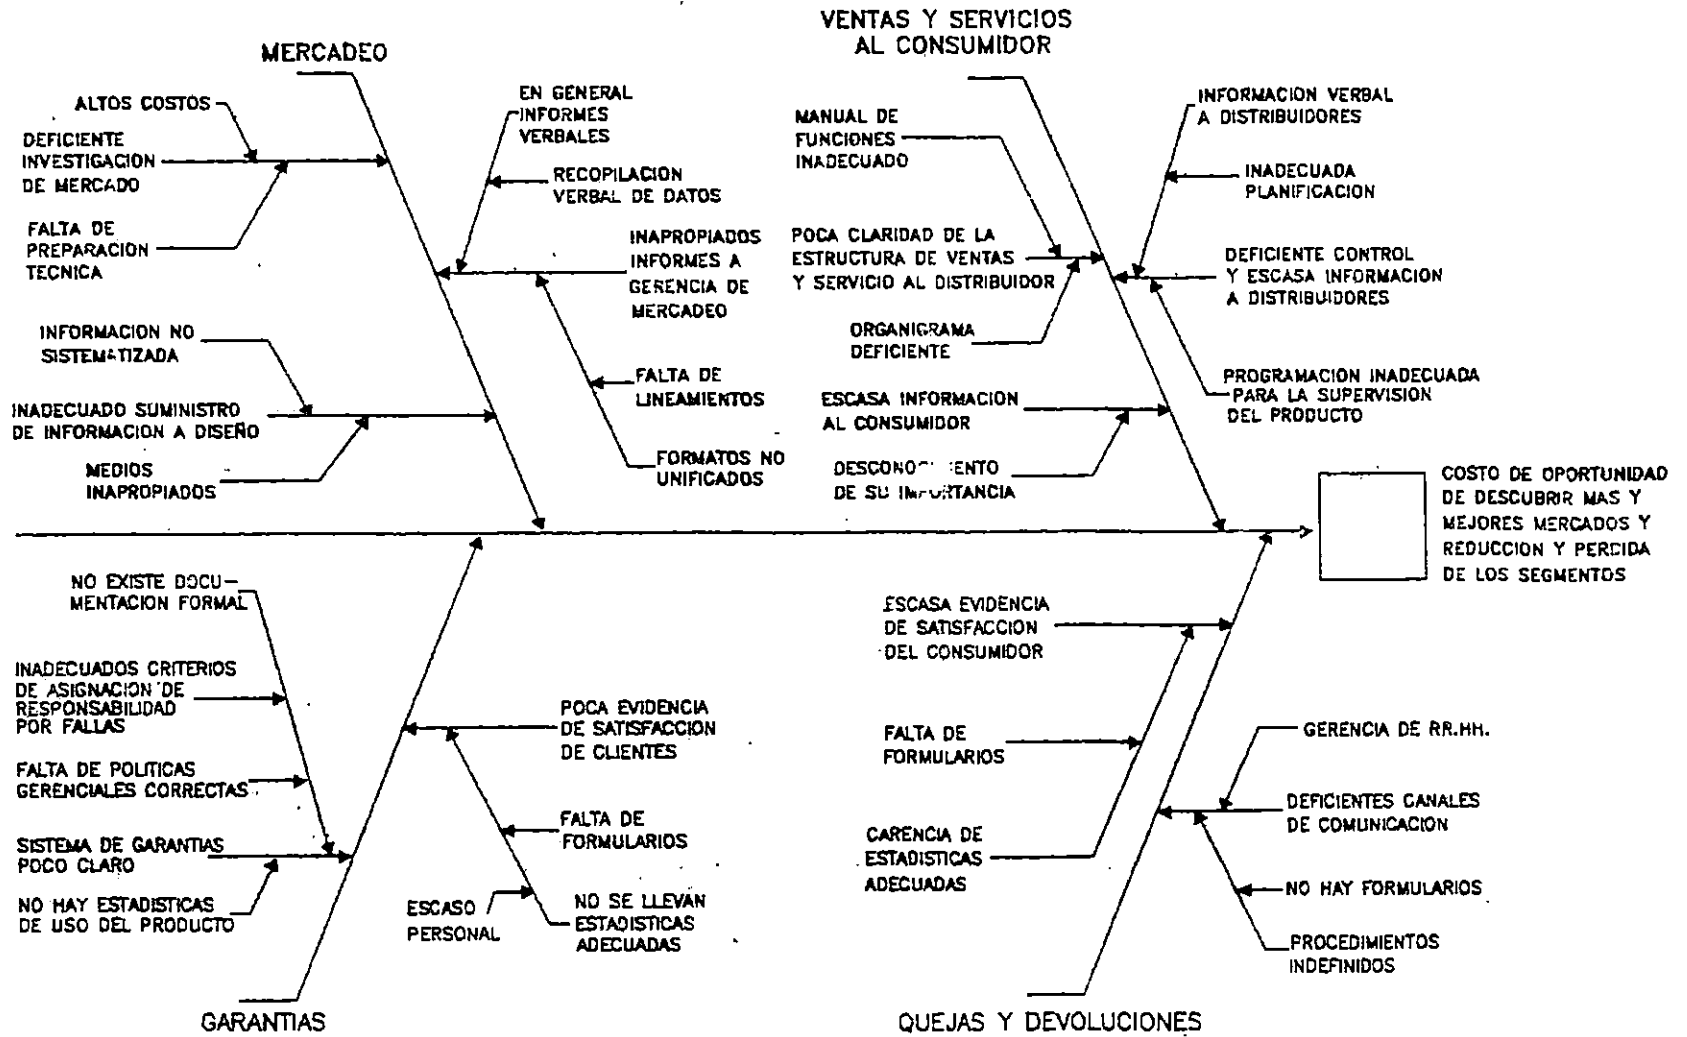 MERCADEO
ALTOS COSTOS
DEFICIENTE
INVESTIGACION
DE MERCADO
FALTA DE
PREPARACION
TECNICA
EN GENERAL
INFORMES
VERBALES
RECOPILACION
VERBAL DE DATOS
INAPROPIADOS
INFORMES A
GERENCIA DE
MERCADEO
INFORMACION NO
SISTEMATIZADA
INADECUADO SUMINISTRO
DE INFORMACION A DISEÑO
MEDIOS
INAPROPIADOS
FALTA DE
LINEAMIENTOS
FORMATOS NO
UNIFICADOS
VENTAS Y SERVICIOS
AL CONSUMIDOR
MANUAL DE
FUNCIONES
INADECUADO
POCA CLARIDAD DE LA
ESTRUCTURA DE VENTAS
Y SERVICIO AL DISTRIBUIDOR
ORGANIGRAMA
DEFICIENTE
ESCASA INFORMACION
AL CONSUMIDOR
DE SU IMPORTANCIA
INFORMACION VERBAL
A DISTRIBUIDORES
INADECUADA
PLANIFICACION
DEFICIENTE CONTROL
Y ESCASA INFORMACION
A DISTRIBUIDORES
PROGRAMACION INADECUADA
PARA LA SUPERVISION
DEL PRODUCTO
COSTO DE OPORTUNIDAD
DE DESCUBRIR MAS Y
MEJORES MERCADOS Y
REDUCCION Y PERDIDA
DE LOS SEGMENTOS
NO EXISTE DOCU-
MENTACION FORMAL
INADECUADOS CRITERIOS
DE ASIGNACION DE
RESPONSABILIDAD
POR FALLAS
FALTA DE POLITICAS
GERENCIALES CORRECTAS
SISTEMA DE GARANTIAS
POCO CLARO
NO HAY ESTADISTICAS
DE USO DEL PRODUCTO
POCA EVIDENCIA
DE SATISFACCION
DE CLIENTES
FALTA DE
FORMULARIOS
ESCASO
PERSONAL
NO SE LLEVAN
ESTADISTICAS
ADECUADAS
GARANTIAS
ESCASA EVIDENCIA
DE SATISFACCION
DEL CONSUMIDOR
FALTA DE
FORMULARIOS
CARENCIA DE
ESTADISTICAS
ADECUADAS
GERENCIA DE RR.HH.
DEFICIENTES CANALES
DE COMUNICACION
NO HAY FORMULARIOS
PROCEDIMIENTOS
INDEFINIDOS
QUEJAS Y DEVOLUCIONES